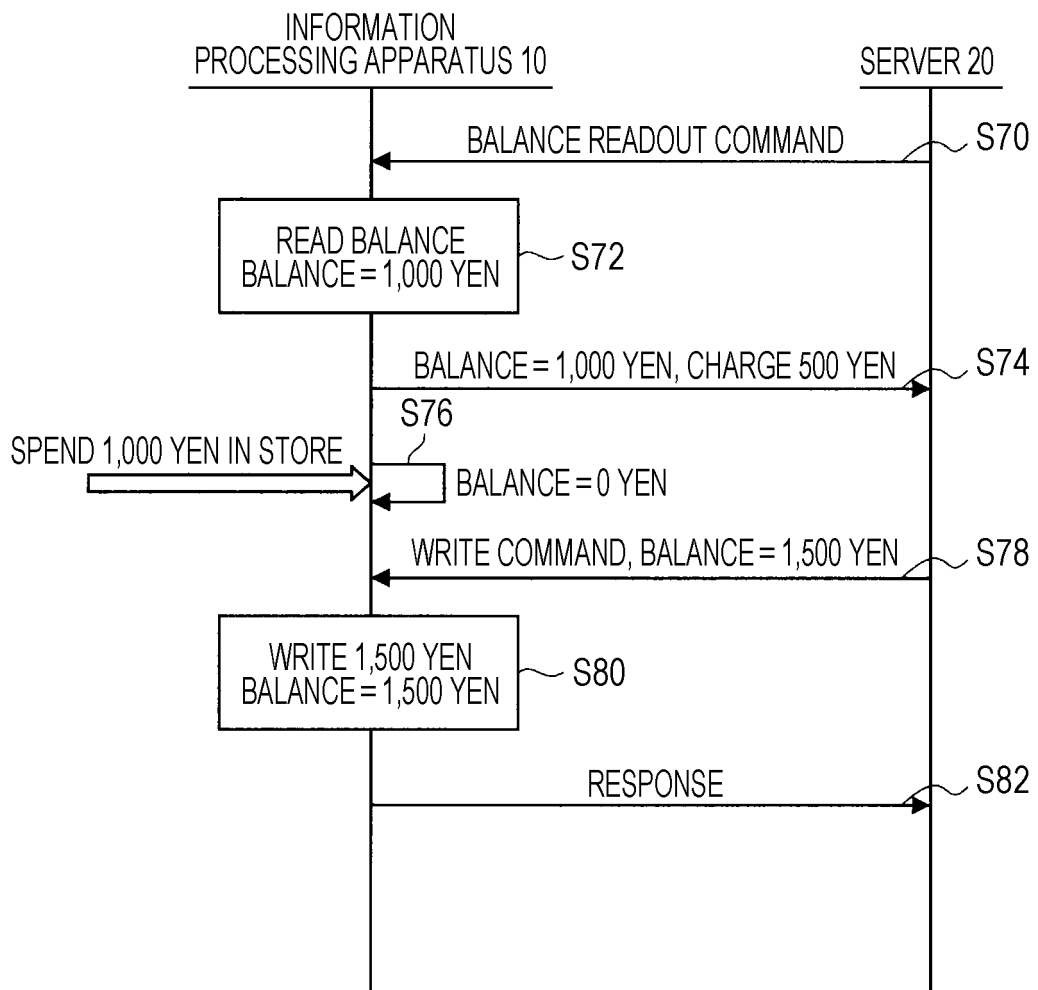 INFORMATION
PROCESSING APPARATUS 10
SERVER 20
BALANCE READOUT COMMAND
S70
READ BALANCE
BALANCE = 1,000 YEN
S72
BALANCE = 1,000 YEN, CHARGE 500 YEN
S74
S76
SPEND 1,000 YEN IN STORE
BALANCE = 0 YEN
WRITE COMMAND, BALANCE = 1,500 YEN
S78
WRITE 1,500 YEN
BALANCE = 1,500 YEN
S80
RESPONSE
S82